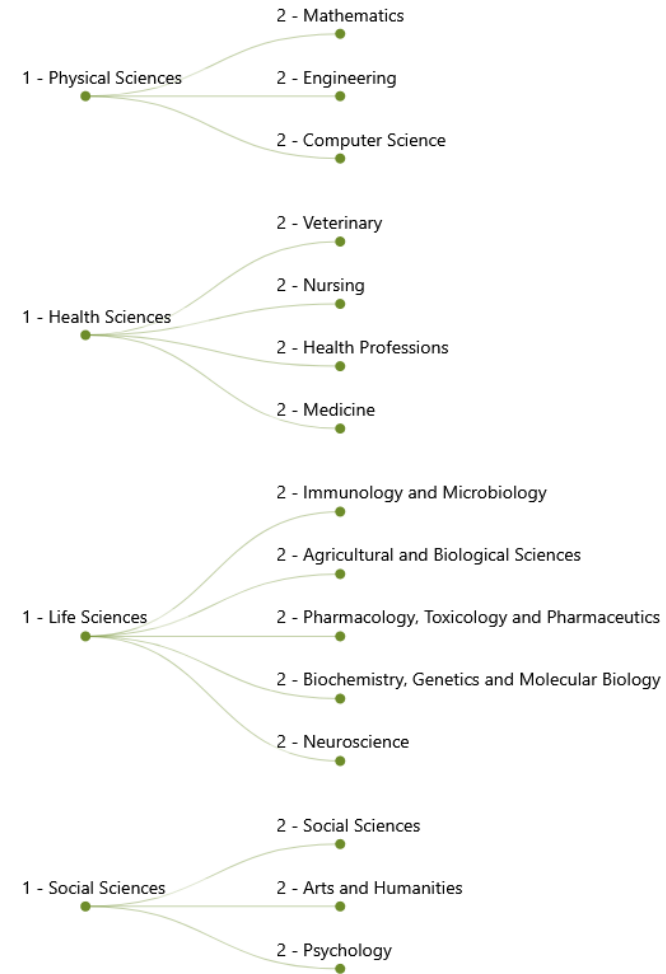 2 - Mathematics
1 - Physical Sciences
2 - Engineering
2 - Computer Science
2 - Veterinary
2 - Nursing
1 - Health Sciences
2 - Health Professions
2 - Medicine
2 - Immunology and Microbiology
2 - Agricultural and Biological Sciences
1 - Life Sciences
2 - Pharmacology, Toxicology and Pharmaceutics
2 - Biochemistry, Genetics and Molecular Biology
2 - Neuroscience
2 - Social Sciences
1 - Social Sciences
2 - Arts and Humanities
2 - Psychology